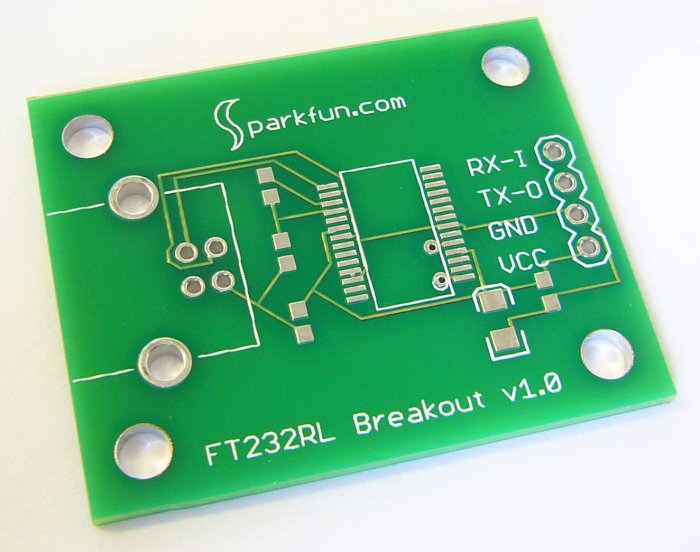 Sparkfun.com
RX-I
TX-O
GND
VCC
FT232RL Breakout v1.0